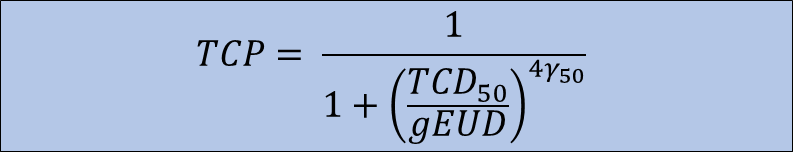 TCP = 1 / (1 + (TCD₅₀ / gEUD)^{4γ₅₀})